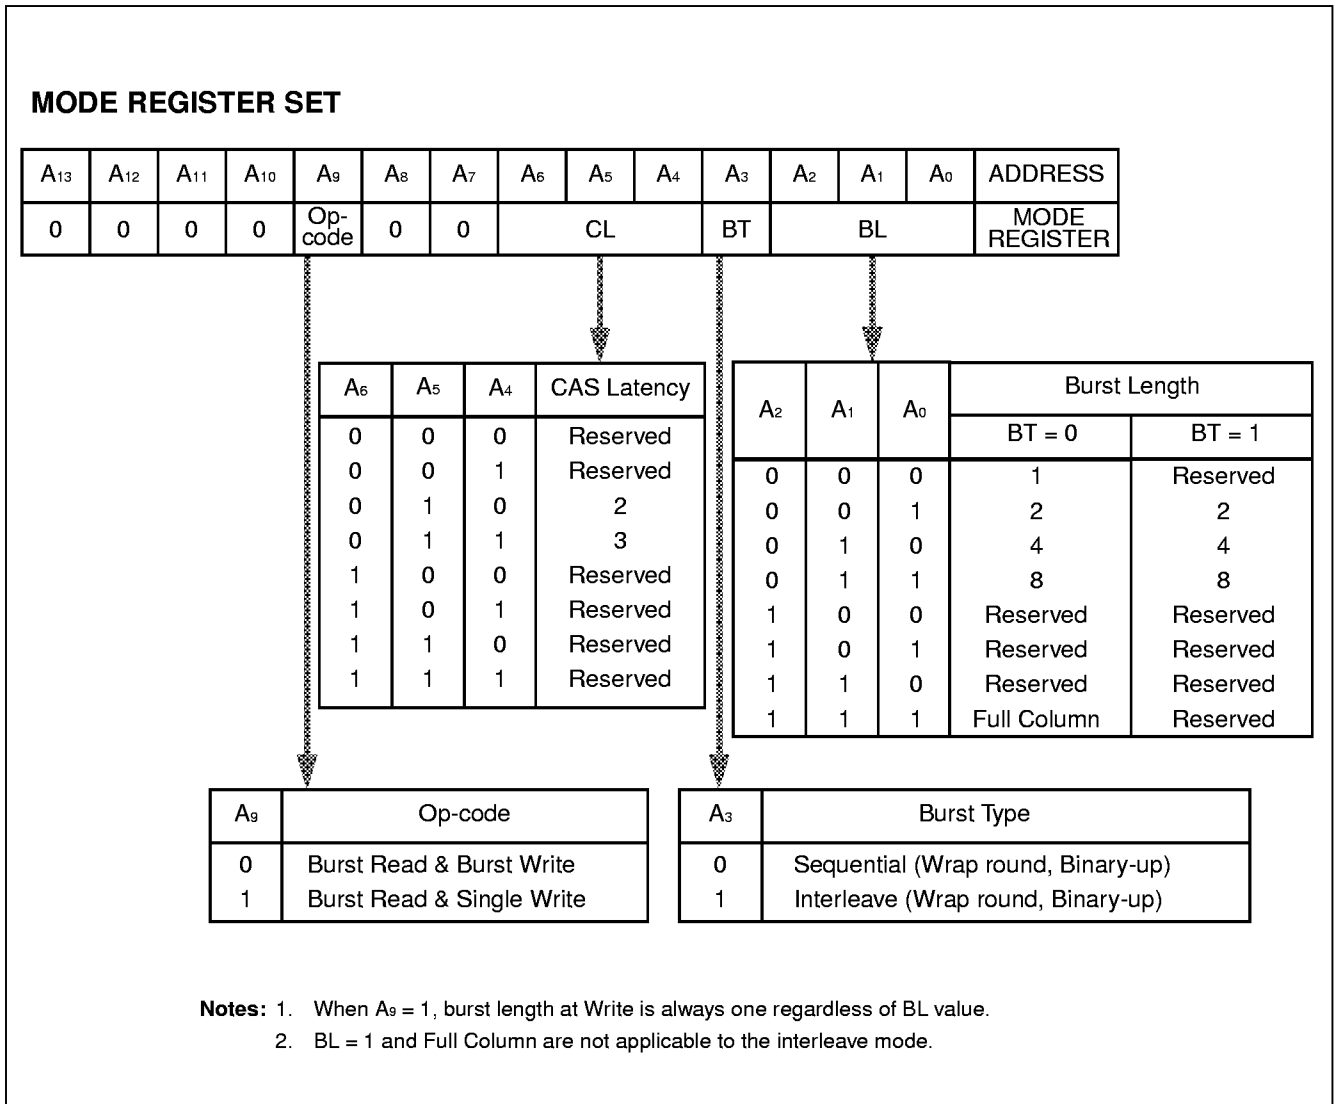 MODE REGISTER SET
A13 A12 A11 A10 A9 A8 A7 A6 A5 A4 A3 A2 A1 A0 ADDRESS
0 0 0 0 Op-code 0 0 CL BT BL MODE REGISTER
A6 A5 A4 CAS Latency
0 0 0 Reserved
0 0 1 Reserved
0 1 0 2
0 1 1 3
1 0 0 Reserved
1 0 1 Reserved
1 1 0 Reserved
1 1 1 Reserved
A2 A1 A0 Burst Length
BT = 0 BT = 1
0 0 0 1 Reserved
0 0 1 2 2
0 1 0 4 4
0 1 1 8 8
1 0 0 Reserved Reserved
1 0 1 Reserved Reserved
1 1 0 Reserved Reserved
1 1 1 Full Column Reserved
A9 Op-code
0 Burst Read & Burst Write
1 Burst Read & Single Write
A3 Burst Type
0 Sequential (Wrap round, Binary-up)
1 Interleave (Wrap round, Binary-up)
Notes: 1. When A9 = 1, burst length at Write is always one regardless of BL value.
2. BL = 1 and Full Column are not applicable to the interleave mode.